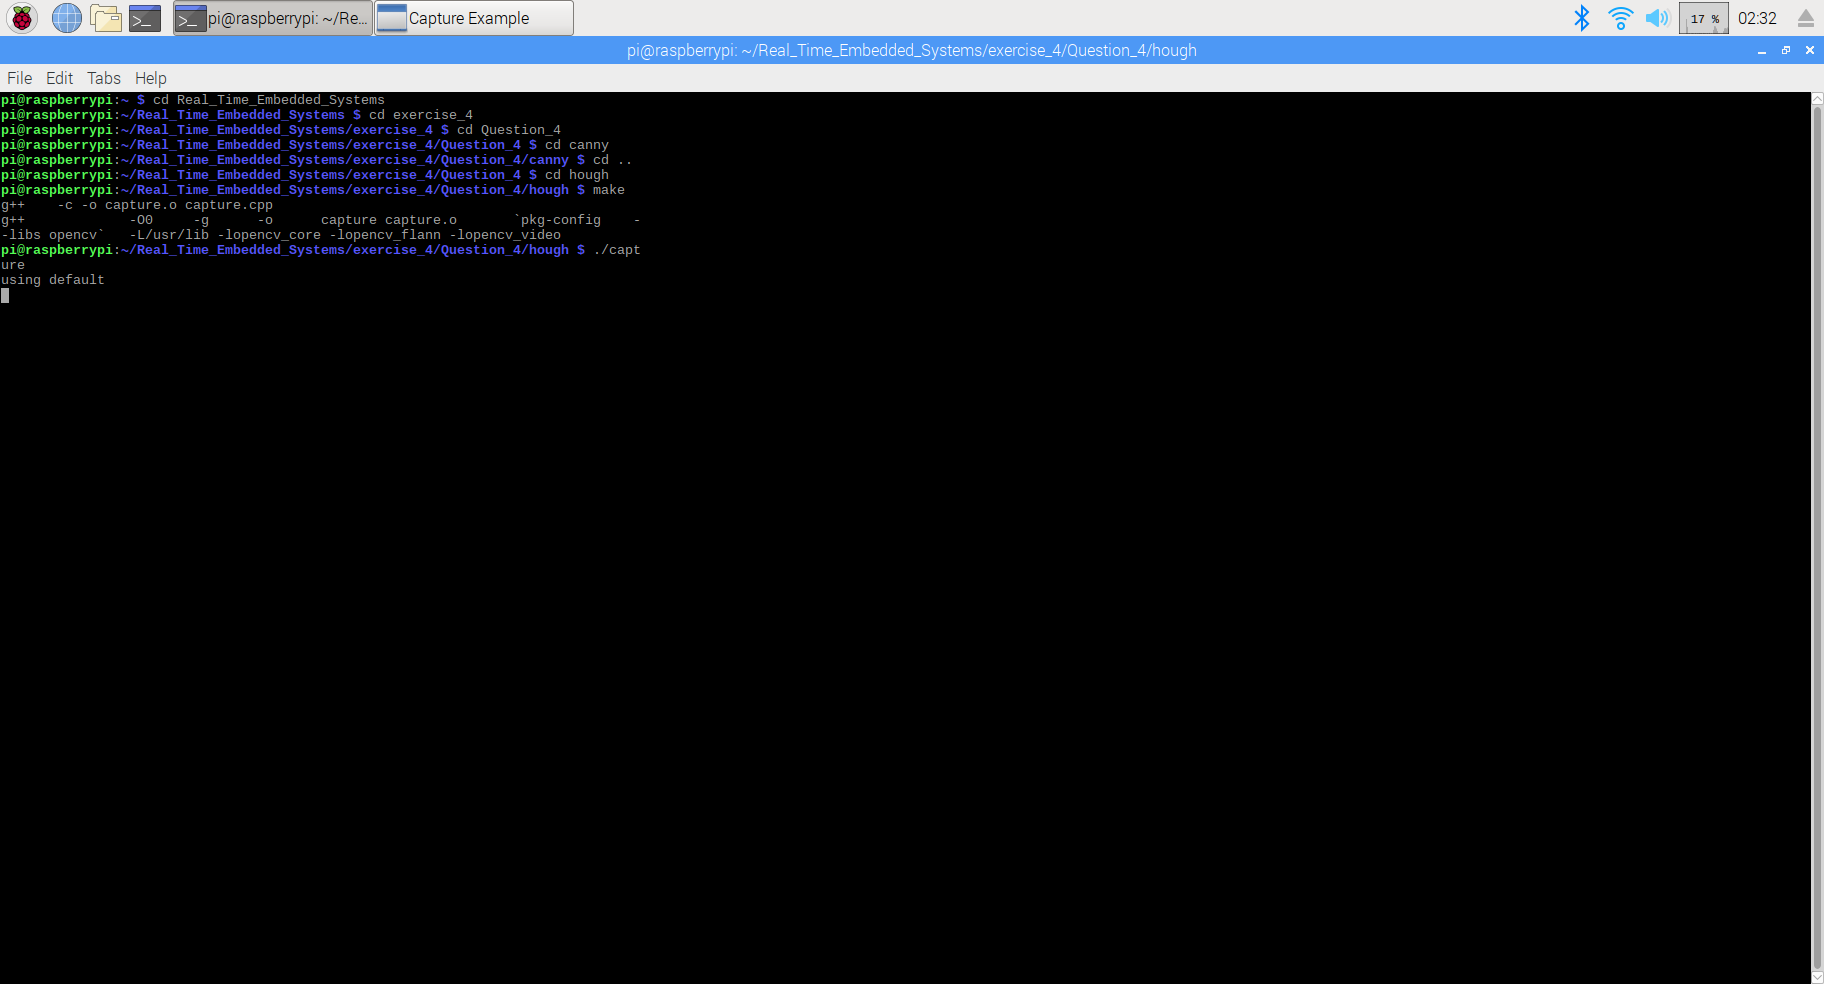 pi@raspberrypi: ~/Re... Capture Example 17 % 02:32
pi@raspberrypi: ~/Real_Time_Embedded_Systems/exercise_4/Question_4/hough
File Edit Tabs Help
pi@raspberrypi:~ $ cd Real_Time_Embedded_Systems
pi@raspberrypi:~/Real_Time_Embedded_Systems $ cd exercise_4
pi@raspberrypi:~/Real_Time_Embedded_Systems/exercise_4 $ cd Question_4
pi@raspberrypi:~/Real_Time_Embedded_Systems/exercise_4/Question_4 $ cd canny
pi@raspberrypi:~/Real_Time_Embedded_Systems/exercise_4/Question_4/canny $ cd ..
pi@raspberrypi:~/Real_Time_Embedded_Systems/exercise_4/Question_4 $ cd hough
pi@raspberrypi:~/Real_Time_Embedded_Systems/exercise_4/Question_4/hough $ make
g++    -c -o capture.o capture.cpp
g++             -O0     -g      -o      capture capture.o       `pkg-config    -
-libs opencv`   -L/usr/lib -lopencv_core -lopencv_flann -lopencv_video
pi@raspberrypi:~/Real_Time_Embedded_Systems/exercise_4/Question_4/hough $ ./capt
ure
using default